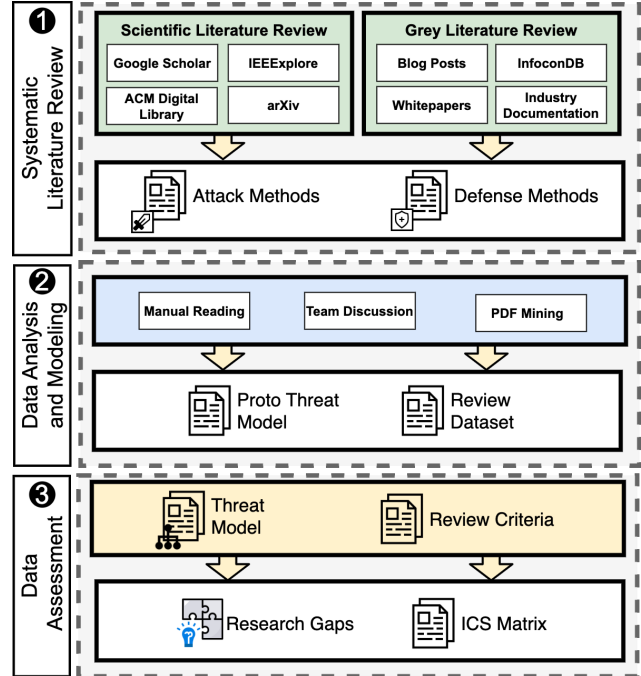 1
Systematic
Literature Review
Scientific Literature Review
Google Scholar
IEEExplore
ACM Digital
Library
arXiv
Grey Literature Review
Blog Posts
InfoconDB
Whitepapers
Industry
Documentation
Attack Methods
Defense Methods
2
Data Analysis
and Modeling
Manual Reading
Team Discussion
PDF Mining
Proto Threat
Model
Review
Dataset
3
Data
Assessment
Threat
Model
Review Criteria
Research Gaps
ICS Matrix